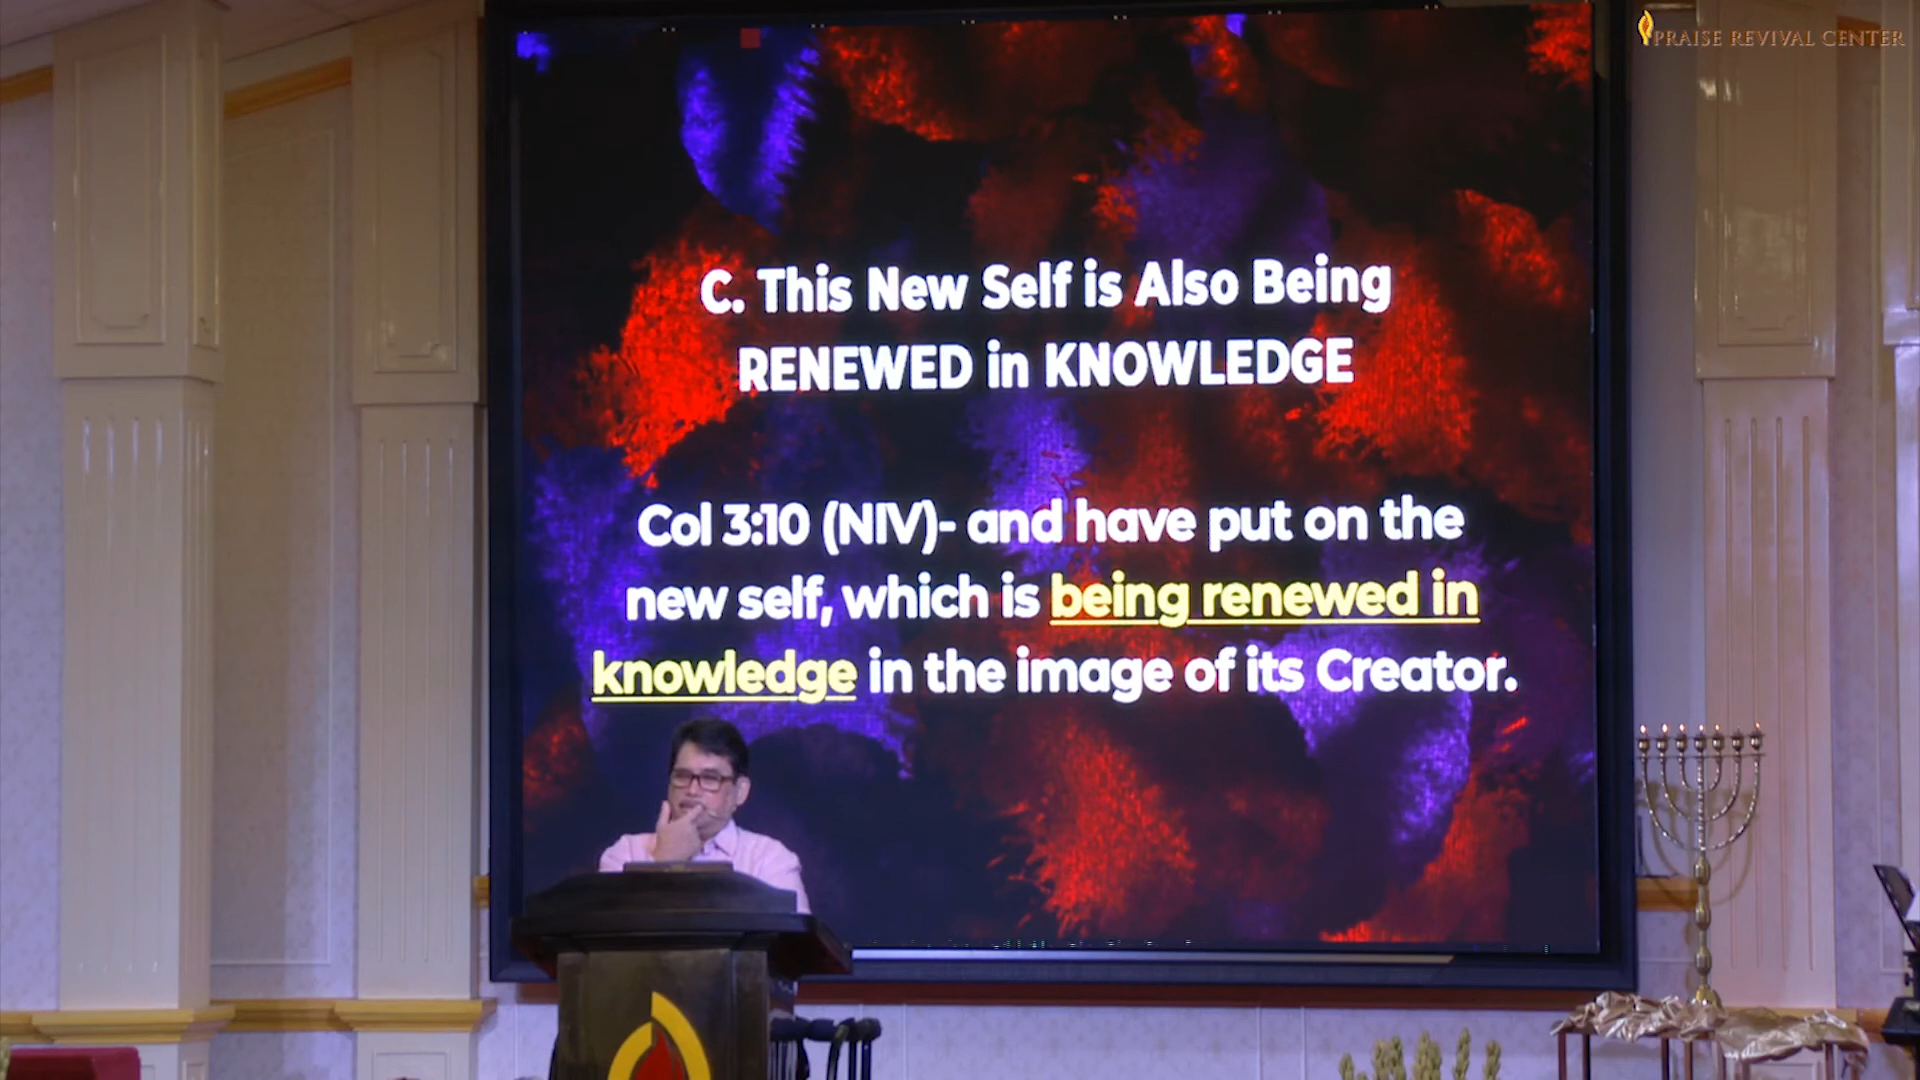 PRAISE REVIVAL CENTER
C. This New Self is Also Being
RENEWED in KNOWLEDGE
Col 3:10 (NIV)- and have put on the
new self, which is being renewed in
knowledge in the image of its Creator.